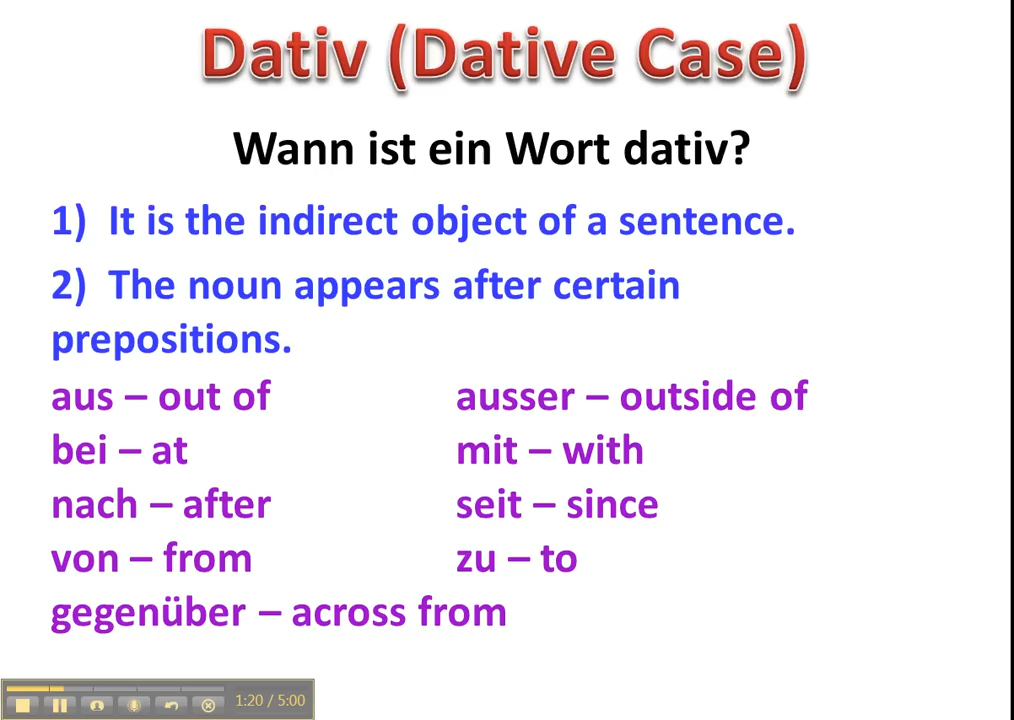 Dativ (Dative Case)
Wann ist ein Wort dativ?
1) It is the indirect object of a sentence.
2) The noun appears after certain
prepositions.
aus – out of
ausser – outside of
bei – at
mit – with
nach – after
seit – since
von – from
zu – to
gegenüber – across from
1:20 / 5:00